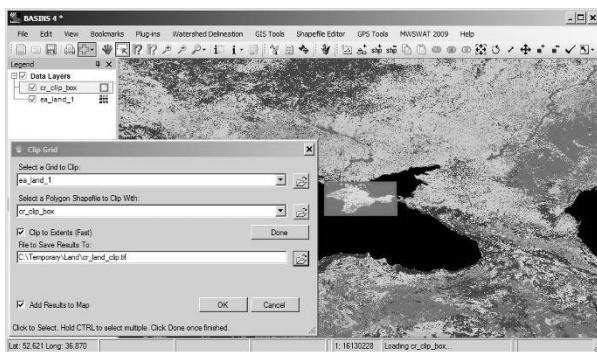 BASINS 4 *
File Edit View Bookmarks Plug-ins Watershed Delineation GIS Tools Shapefile Editor GPS Tools MWSWAT 2009 Help
Legend
Data Layers
cr_clip_box
ea_land_1
Clip Grid
Select a Grid to Clip:
ea_land_1
Select a Polygon Shapefile to Clip With:
cr_clip_box
Clip to Extents (Fast)
Done
File to Save Results To:
C:\Temporary\Land\cr_land_clip.tif
Add Results to Map
OK Cancel
Click to Select. Hold CTRL to select multiple. Click Done once finished.
Lat: 52.621 Long: 36.870 1: 16130228 Loading cr_clip_box...